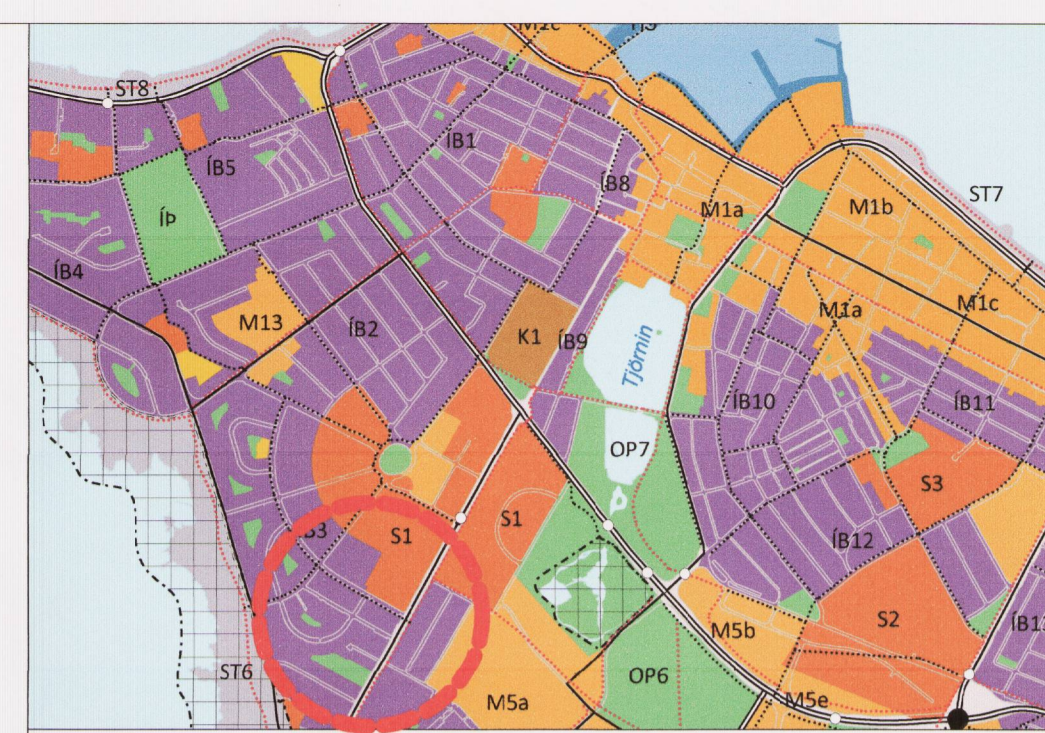 M1c
ST8
ÍB1
ÍB5
ÍB8
ST7
M1a
M1b
ÍÞ
ÍB4
M13
ÍB2
K1
ÍB9
Tjörnin
M1a
M1c
ÍB10
ÍB11
OP7
S3
S1
S1
ÍB12
S2
M5b
ST6
OP6
M5a
M5e